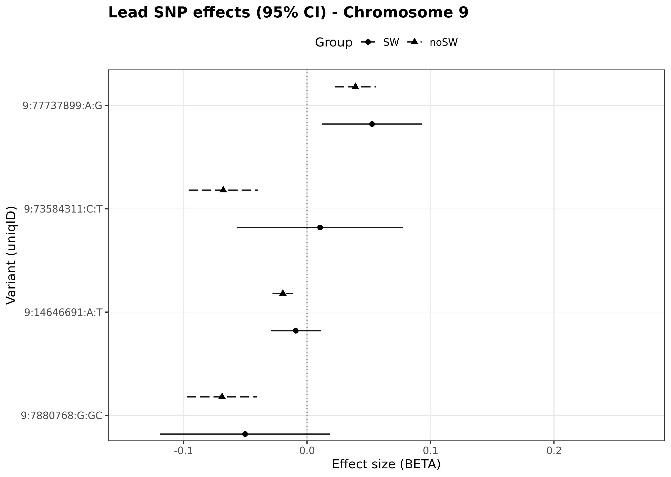 Lead SNP effects (95% CI) - Chromosome 9
Group SW noSW
Variant (uniqID)
9:77737899:A:G
9:73584311:C:T
9:14646691:A:T
9:7880768:G:GC
-0.1 0.0 0.1 0.2
Effect size (BETA)